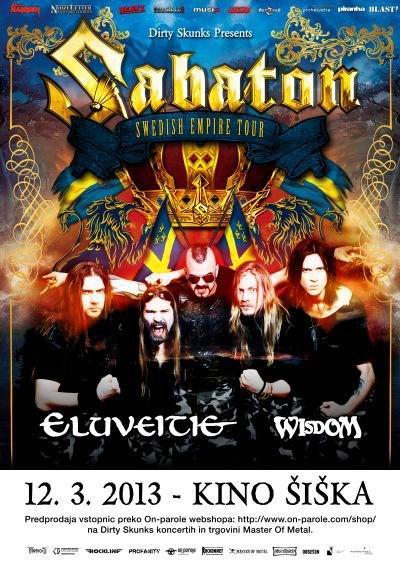 Dirty Skunks Presents
Sabaton
SWEDISH EMPIRE TOUR
ELUVEITIE WISDOM
12. 3. 2013 - KINO ŠIŠKA
Predprodaja vstopnic preko On-parole webshopa: http://www.on-parole.com/shop/
na Dirty Skunks koncertih in trgovini Master Of Metal.